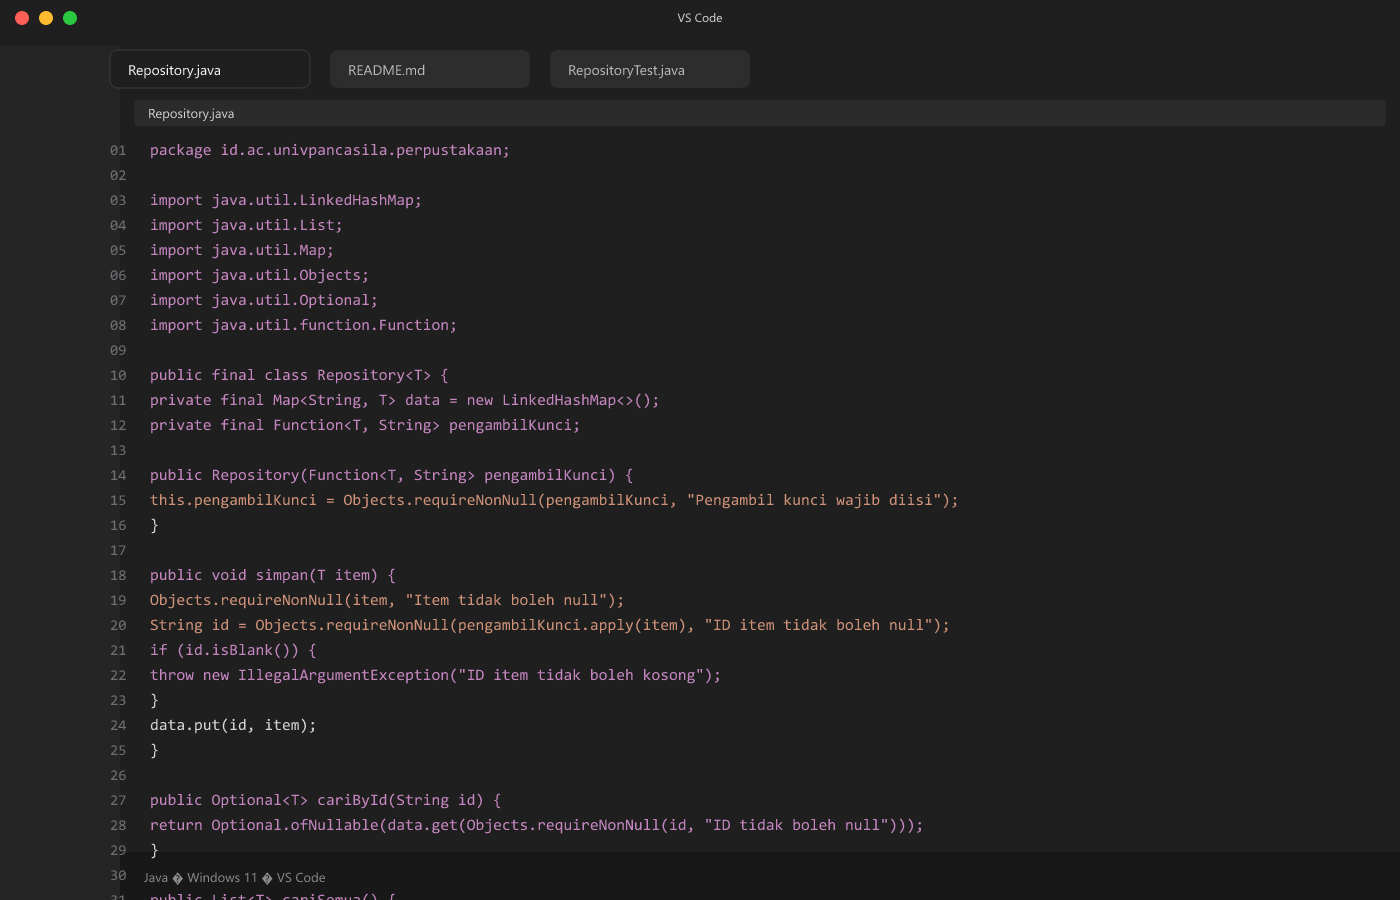 VS Code
Repository.java
README.md
RepositoryTest.java
Repository.java
01 package id.ac.univpancasila.perpustakaan;
02
03 import java.util.LinkedHashMap;
04 import java.util.List;
05 import java.util.Map;
06 import java.util.Objects;
07 import java.util.Optional;
08 import java.util.function.Function;
09
10 public final class Repository<T> {
11 private final Map<String, T> data = new LinkedHashMap<>();
12 private final Function<T, String> pengambilKunci;
13
14 public Repository(Function<T, String> pengambilKunci) {
15 this.pengambilKunci = Objects.requireNonNull(pengambilKunci, "Pengambil kunci wajib diisi");
16 }
17
18 public void simpan(T item) {
19 Objects.requireNonNull(item, "Item tidak boleh null");
20 String id = Objects.requireNonNull(pengambilKunci.apply(item), "ID item tidak boleh null");
21 if (id.isBlank()) {
22 throw new IllegalArgumentException("ID item tidak boleh kosong");
23 }
24 data.put(id, item);
25 }
26
27 public Optional<T> cariById(String id) {
28 return Optional.ofNullable(data.get(Objects.requireNonNull(id, "ID tidak boleh null")));
29 }
30
Java � Windows 11 � VS Code
31 public List<T> cariSemua() {